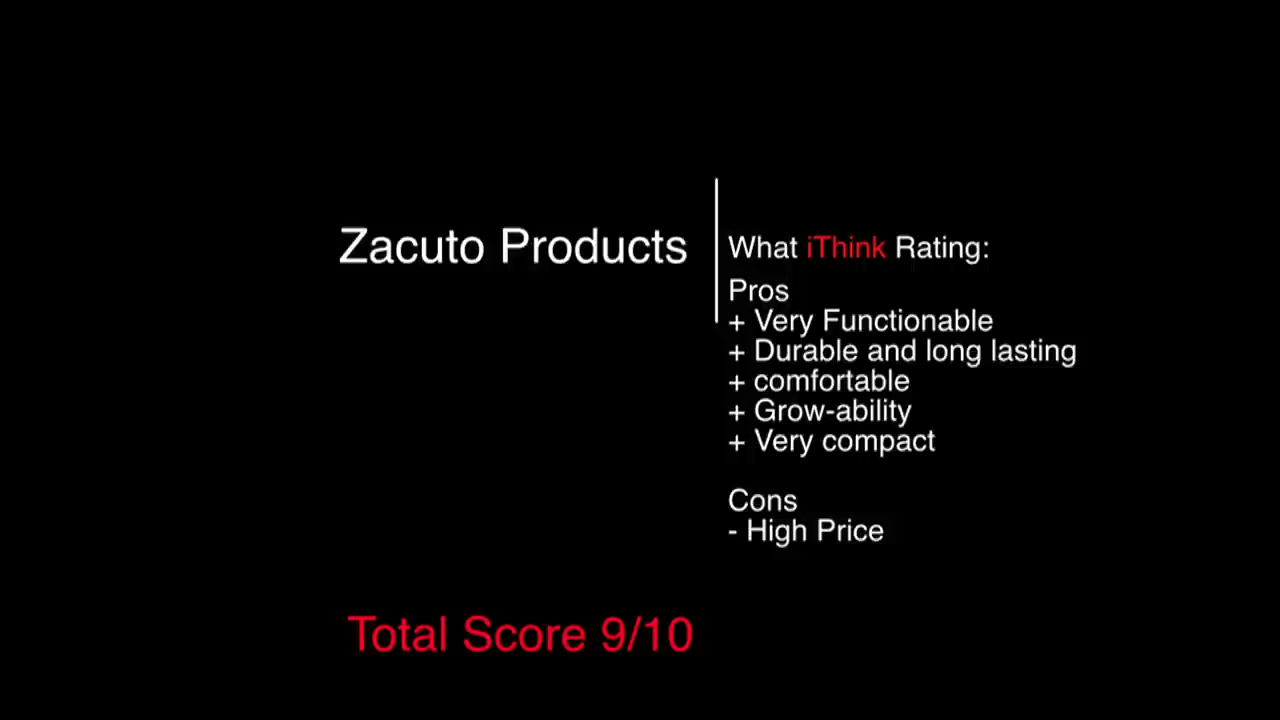 Zacuto Products
What iThink Rating:
Pros
+ Very Functionable
+ Durable and long lasting
+ comfortable
+ Grow-ability
+ Very compact
Cons
- High Price
Total Score 9/10